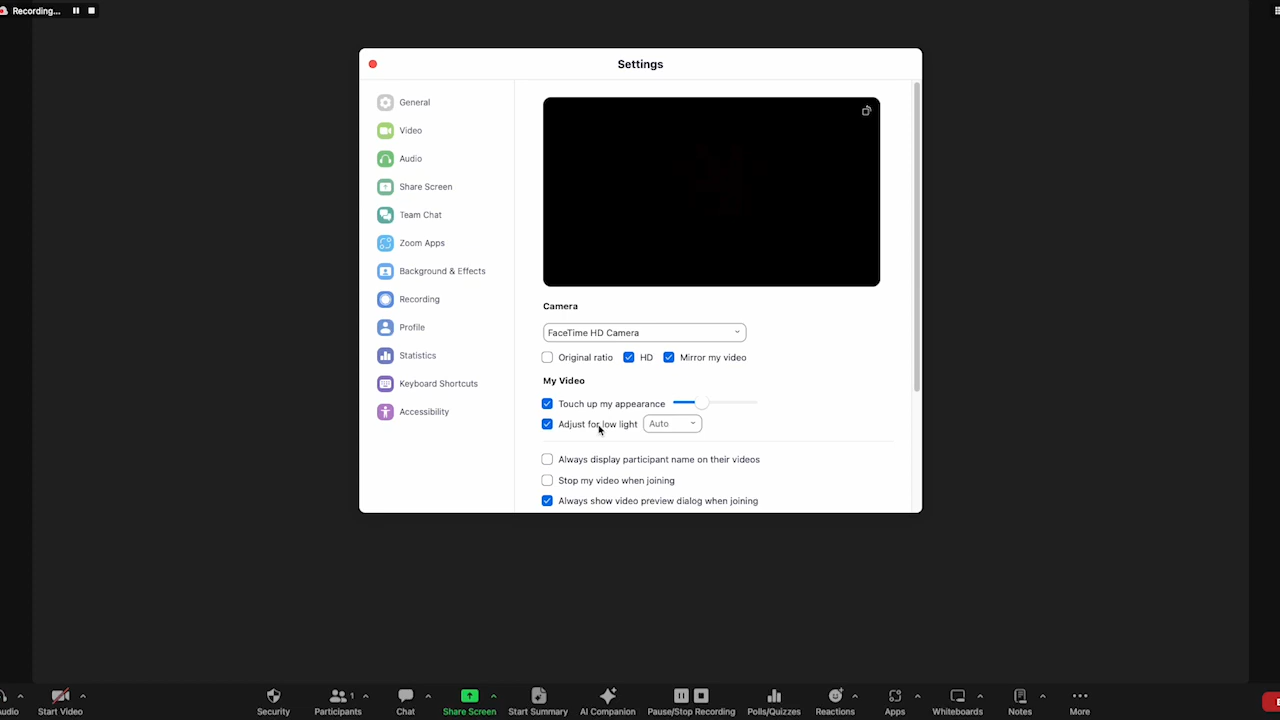 Recording...
Settings
General
Video
Audio
Share Screen
Team Chat
Zoom Apps
Background & Effects
Recording
Profile
Statistics
Keyboard Shortcuts
Accessibility
Camera
FaceTime HD Camera
Original ratio HD Mirror my video
My Video
Touch up my appearance
Adjust for low light Auto
Always display participant name on their videos
Stop my video when joining
Always show video preview dialog when joining
1
udio Start Video Security Participants Chat Share Screen Start Summary AI Companion Pause/Stop Recording Polls/Quizzes Reactions Apps Whiteboards Notes More